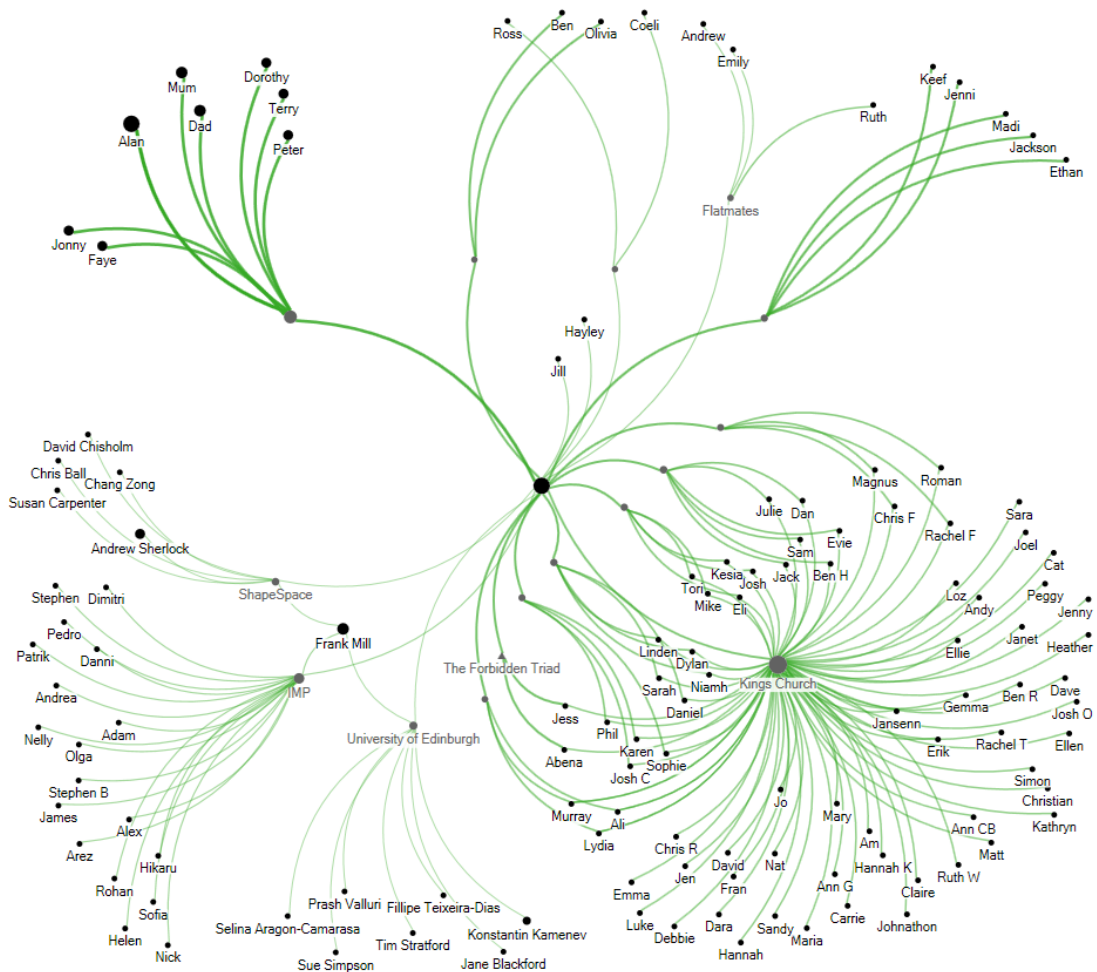 Ross
Ben
Olivia
Coeli
Andrew
Emily
Mum
Dorothy
Terry
Dad
Alan
Peter
Keef
Jenni
Ruth
Madi
Jackson
Ethan
Flatmates
Jonny
Faye
Hayley
Jill
David Chisholm
Chris Ball
Chang Zong
Susan Carpenter
Andrew Sherlock
Magnus
Roman
Julie
Dan
Chris F
Sara
Rachel F
Evie
Joel
Sam
Cat
Kesia
Josh
Jack
Ben H
Tori
Mike
Eli
Loz
Andy
Peggy
Jenny
ShapeSpace
Stephen
Dimitri
Pedro
Frank Mill
Patrik
Danni
Linden
Dylan
Ellie
Janet
Heather
The Forbidden Triad
Kings Church
Niamh
Sarah
Daniel
IMP
Andrea
Gemma
Ben R
Dave
Josh O
Jansenn
Jess
Phil
Nelly
Adam
Olga
University of Edinburgh
Karen
Abena
Sophie
Josh C
Erik
Rachel T
Ellen
Stephen B
James
Simon
Christian
Jo
Murray
Ali
Mary
Kathryn
Alex
Lydia
Am
Ann CB
Matt
Arez
Hikaru
Chris R
David
Nat
Hannah K
Ruth W
Rohan
Jen
Fran
Ann G
Claire
Emma
Prash Valluri
Fillipe Teixeira-Dias
Sofia
Selina Aragon-Camarasa
Konstantin Kamenev
Helen
Tim Stratford
Luke
Debbie
Dara
Sandy
Maria
Carrie
Johnathon
Nick
Sue Simpson
Jane Blackford
Hannah